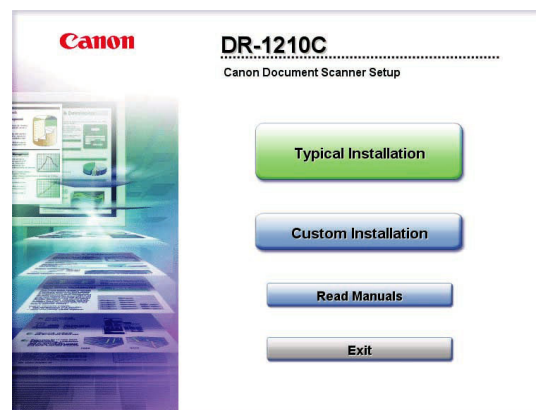 Canon
DR-1210C
Canon Document Scanner Setup
Typical Installation
Custom Installation
Read Manuals
Exit